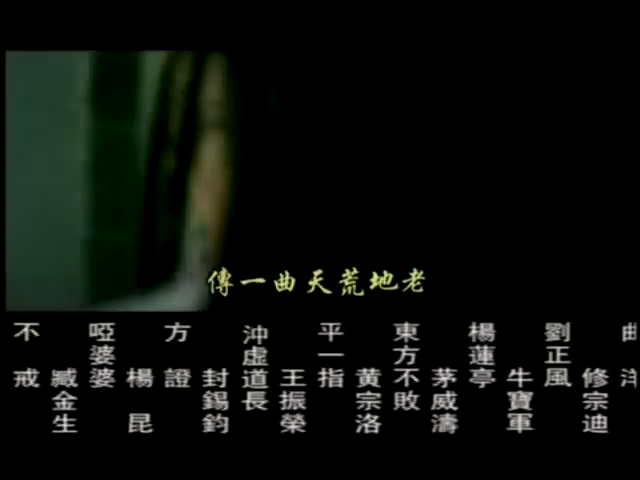 傳一曲天荒地老
不戒
臧金生
啞婆婆
楊昆
方證
封錫鈞
沖虛道長
王振榮
平一指
黃宗洛
東方不敗
茅威濤
楊蓮亭
牛寶軍
劉正風
修宗迪
曲洋